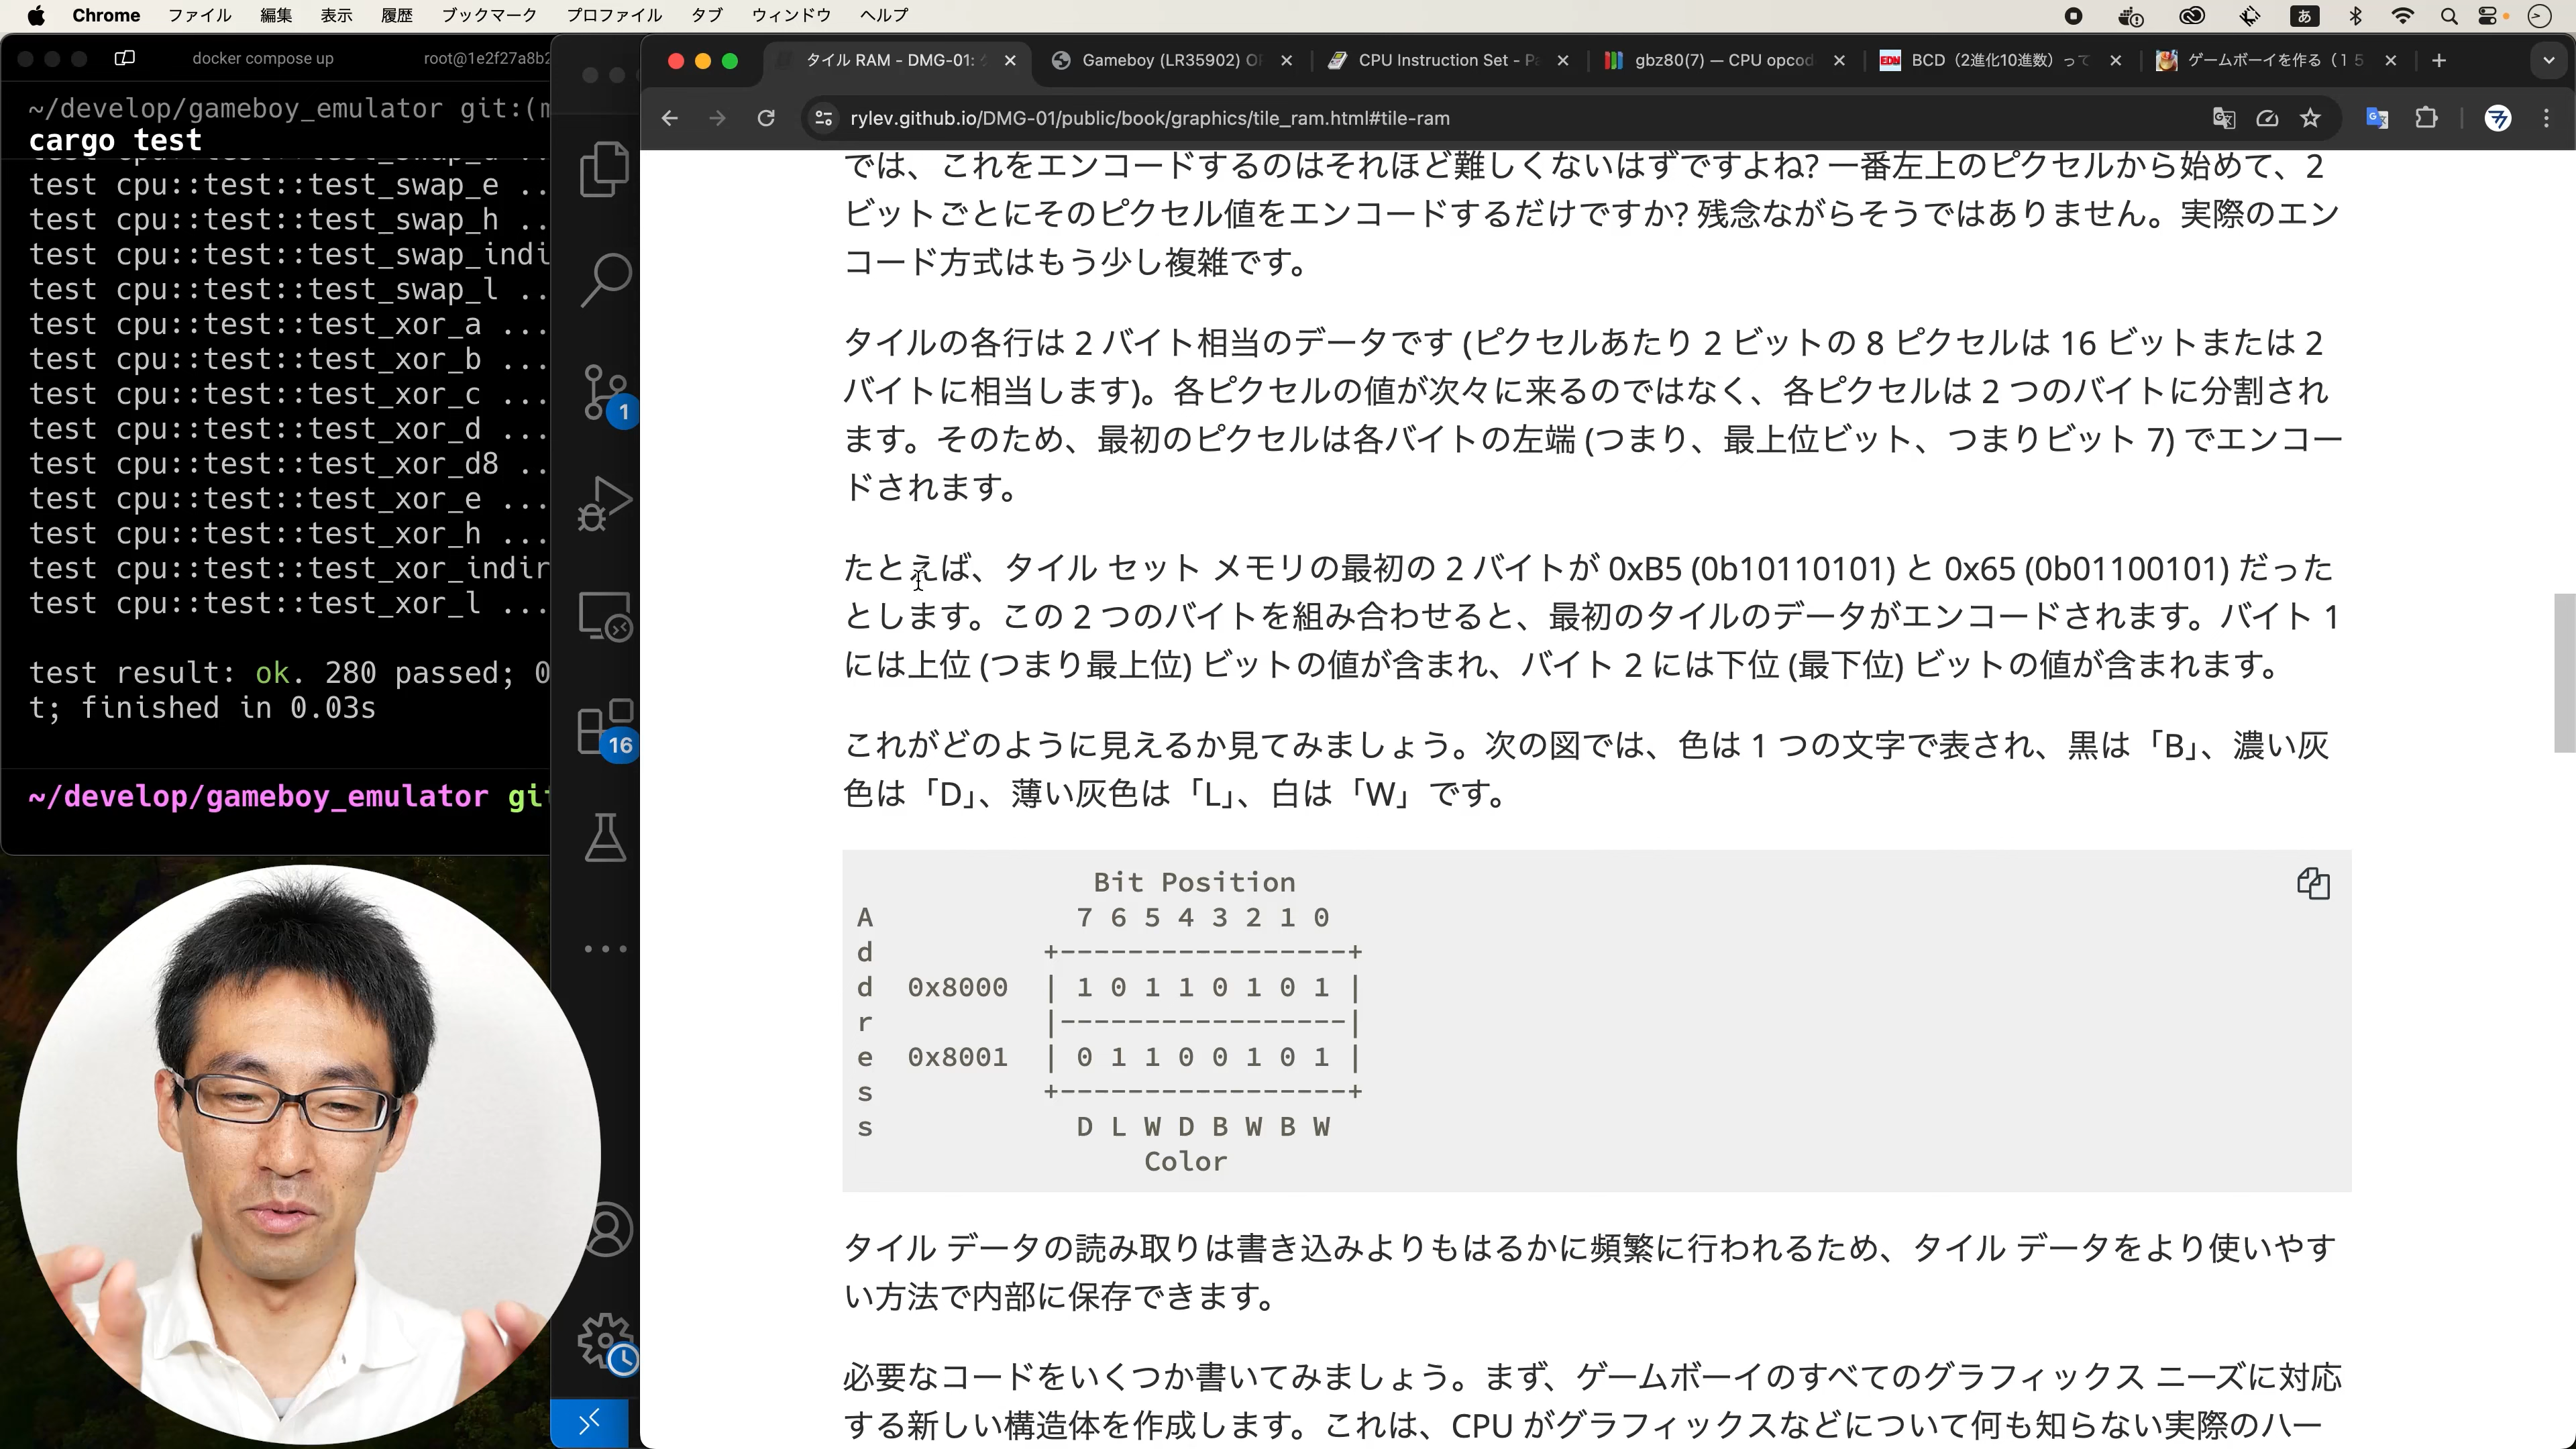 Chrome ファイル 編集 表示 履歴 ブックマーク プロファイル タブ ウィンドウ ヘルプ
あ
docker compose up
root@1e2f27a8b2
タイル RAM - DMG-01:
Gameboy (LR35902) O
CPU Instruction Set - P
gbz80(7) — CPU opcod
EDN BCD（2進化10進数）って
ゲームボーイを作る（１５
rylev.github.io/DMG-01/public/book/graphics/tile_ram.html#tile-ram
~/develop/gameboy_emulator git:(m
cargo test
test cpu::test::test_swap_e ..
test cpu::test::test_swap_h ..
test cpu::test::test_swap_indi
test cpu::test::test_swap_l ..
test cpu::test::test_xor_a ...
test cpu::test::test_xor_b ...
test cpu::test::test_xor_c ...
test cpu::test::test_xor_d ...
test cpu::test::test_xor_d8 ..
test cpu::test::test_xor_e ...
test cpu::test::test_xor_h ...
test cpu::test::test_xor_indir
test cpu::test::test_xor_l ...
test result: ok. 280 passed; 0
t; finished in 0.03s
~/develop/gameboy_emulator git
1
16
では、これをエンコードするのはそれほど難しくないはずですよね? 一番左上のピクセルから始めて、2
ビットごとにそのピクセル値をエンコードするだけですか? 残念ながらそうではありません。実際のエン
コード方式はもう少し複雑です。
タイルの各行は 2 バイト相当のデータです (ピクセルあたり 2 ビットの 8 ピクセルは 16 ビットまたは 2
バイトに相当します)。各ピクセルの値が次々に来るのではなく、各ピクセルは 2 つのバイトに分割され
ます。そのため、最初のピクセルは各バイトの左端 (つまり、最上位ビット、つまりビット 7) でエンコー
ドされます。
たとえば、タイル セット メモリの最初の 2 バイトが 0xB5 (0b10110101) と 0x65 (0b01100101) だった
とします。この 2 つのバイトを組み合わせると、最初のタイルのデータがエンコードされます。バイト 1
には上位 (つまり最上位) ビットの値が含まれ、バイト 2 には下位 (最下位) ビットの値が含まれます。
これがどのように見えるか見てみましょう。次の図では、色は 1 つの文字で表され、黒は「B」、濃い灰
色は「D」、薄い灰色は「L」、白は「W」です。
Bit Position
A 7 6 5 4 3 2 1 0
d +-----------------+
d 0x8000 | 1 0 1 1 0 1 0 1 |
r |-----------------|
e 0x8001 | 0 1 1 0 0 1 0 1 |
s +-----------------+
s D L W D B W B W
Color
タイル データの読み取りは書き込みよりもはるかに頻繁に行われるため、タイル データをより使いやす
い方法で内部に保存できます。
必要なコードをいくつか書いてみましょう。まず、ゲームボーイのすべてのグラフィックス ニーズに対応
する新しい構造体を作成します。これは、CPU がグラフィックスなどについて何も知らない実際のハー